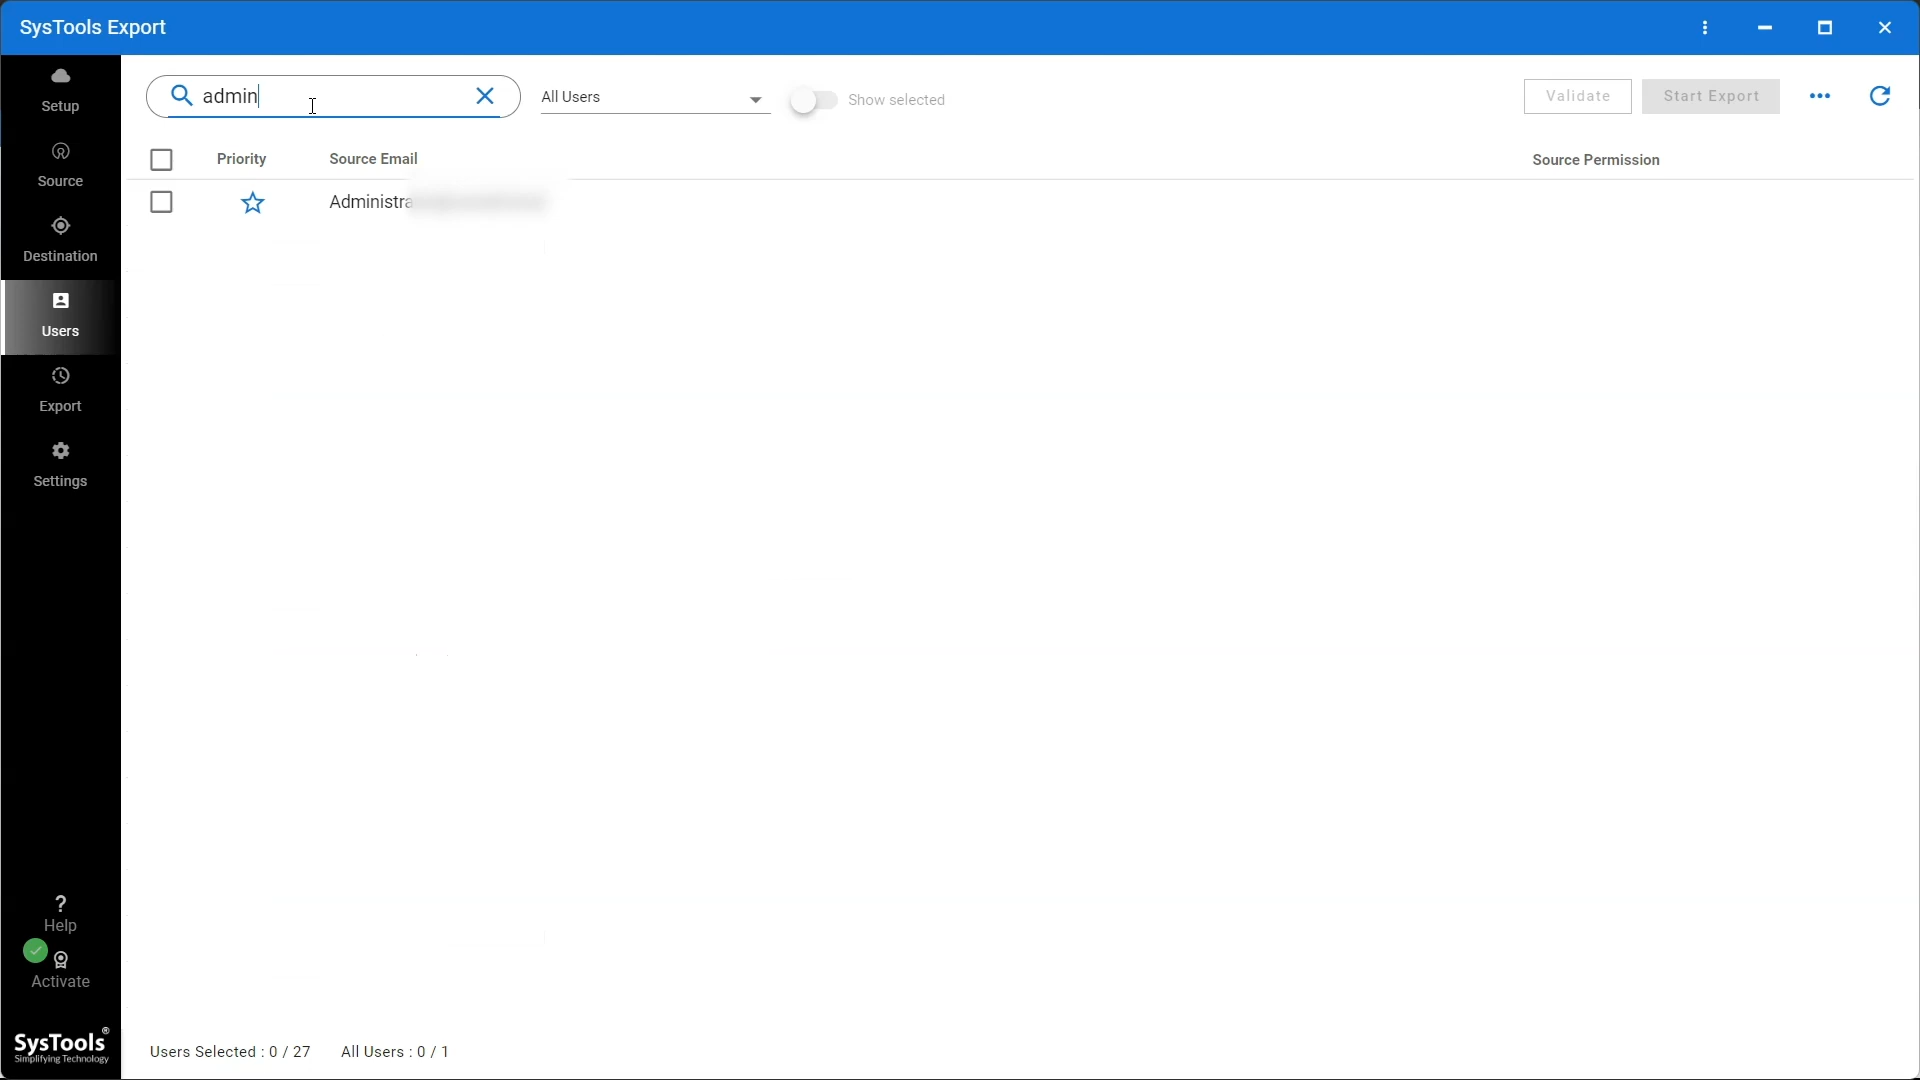 SysTools Export
Setup
Source
Destination
Users
Export
Settings
Help
Activate
SysTools®
Simplifying Technology
admin
All Users
Show selected
Validate
Start Export
Priority
Source Email
Source Permission
Users Selected : 0 / 27
All Users : 0 / 1